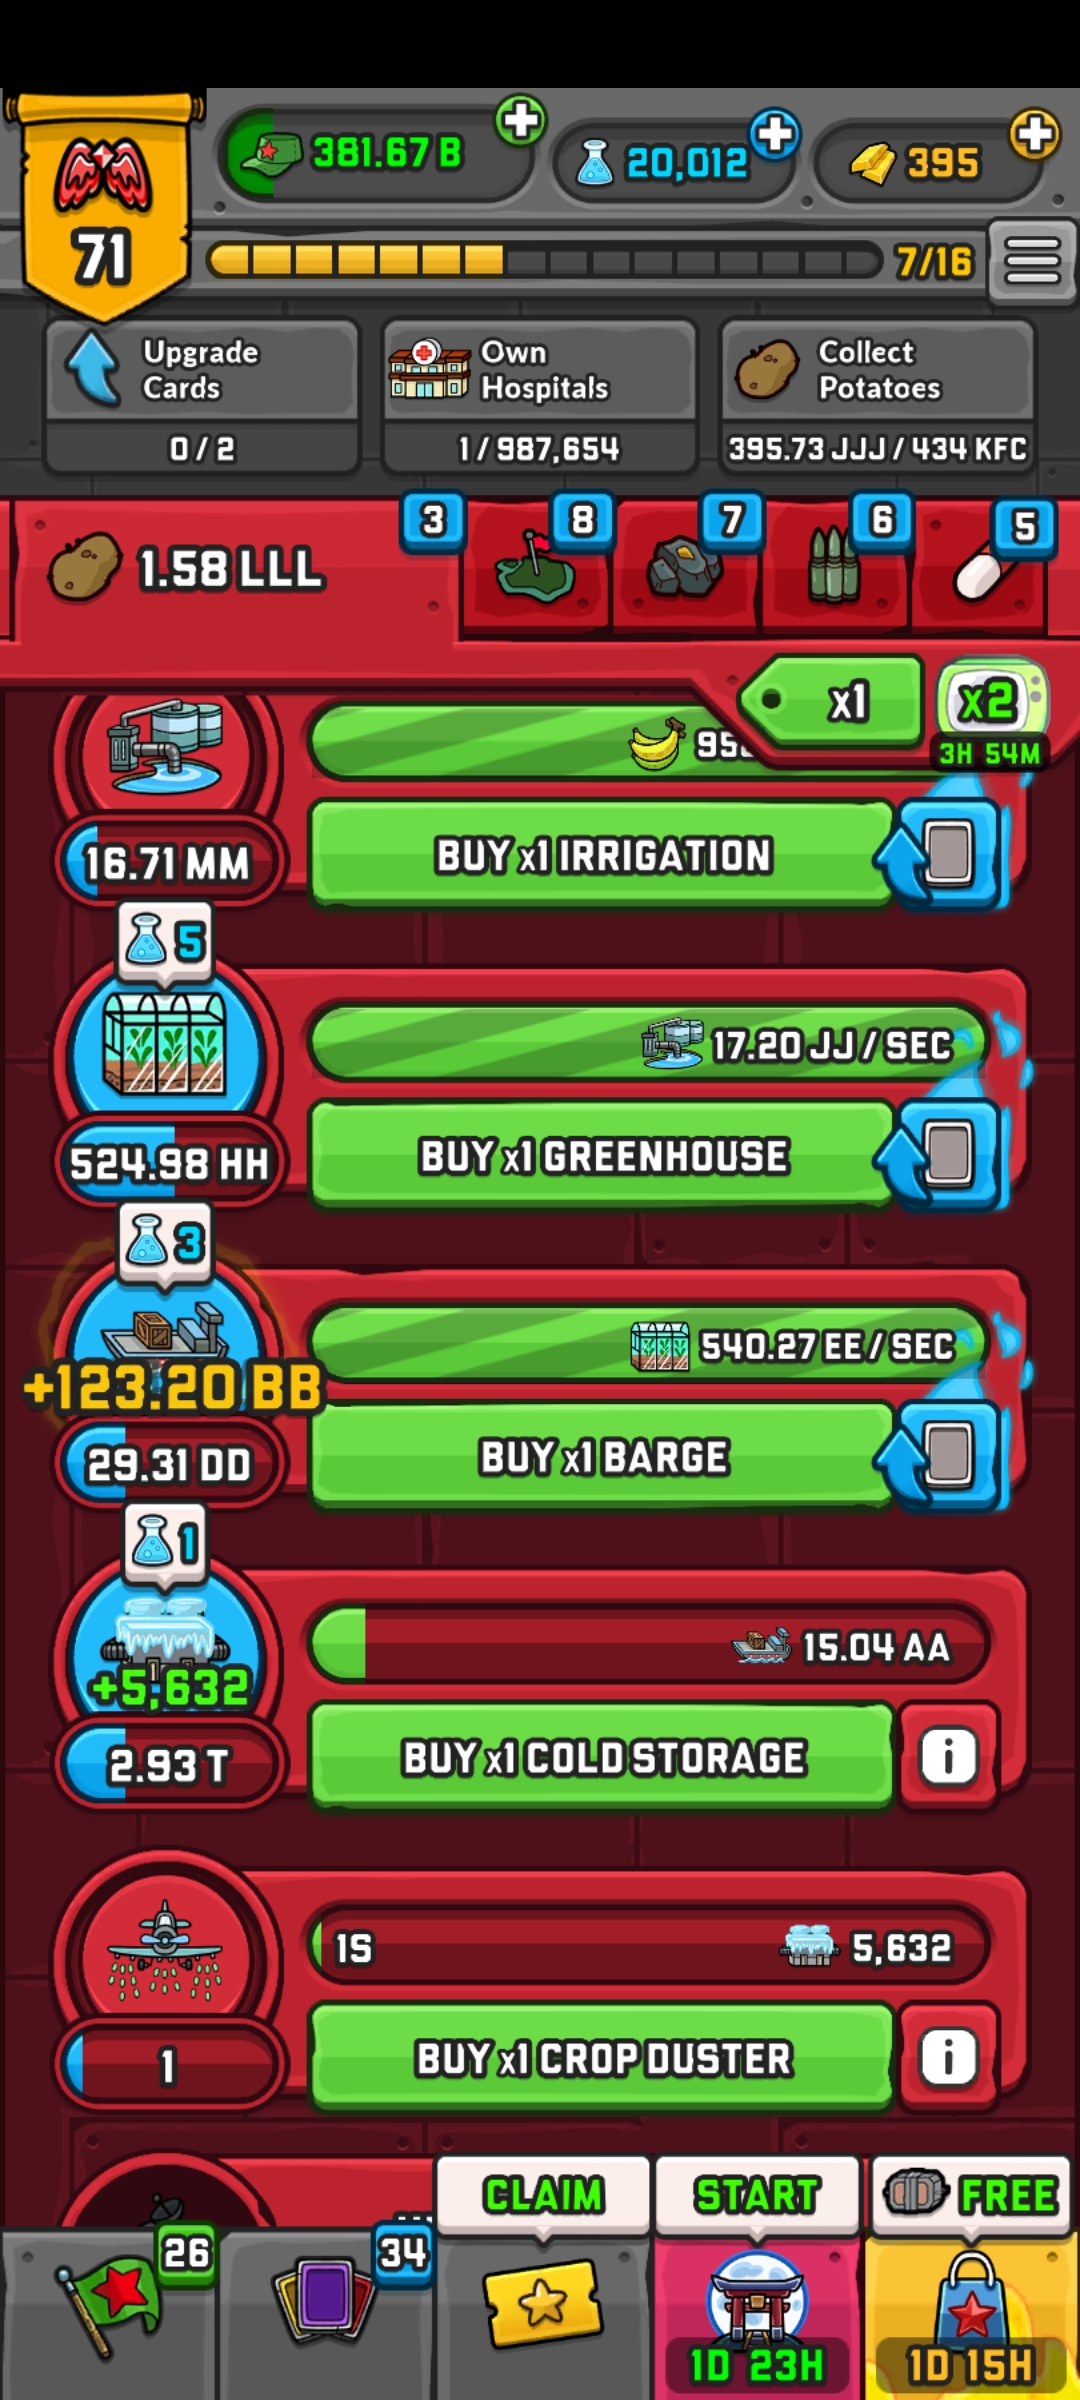 71
381.67 B
20,012
395
7/16
Upgrade
Cards
0 / 2
Own
Hospitals
1 / 987,654
Collect
Potatoes
395.73 JJJ / 434 KFC
1.58 LLL
3
8
7
6
5
x1
x2
3H 54M
16.71 MM
BUY x1 IRRIGATION
5
17.20 JJ / SEC
524.98 HH
BUY x1 GREENHOUSE
3
540.27 EE / SEC
+123.20 BB
29.31 DD
BUY x1 BARGE
1
15.04 AA
+5,632
2.93 T
BUY x1 COLD STORAGE
i
1S
5,632
1
BUY x1 CROP DUSTER
i
CLAIM
START
FREE
26
34
1D 23H
1D 15H